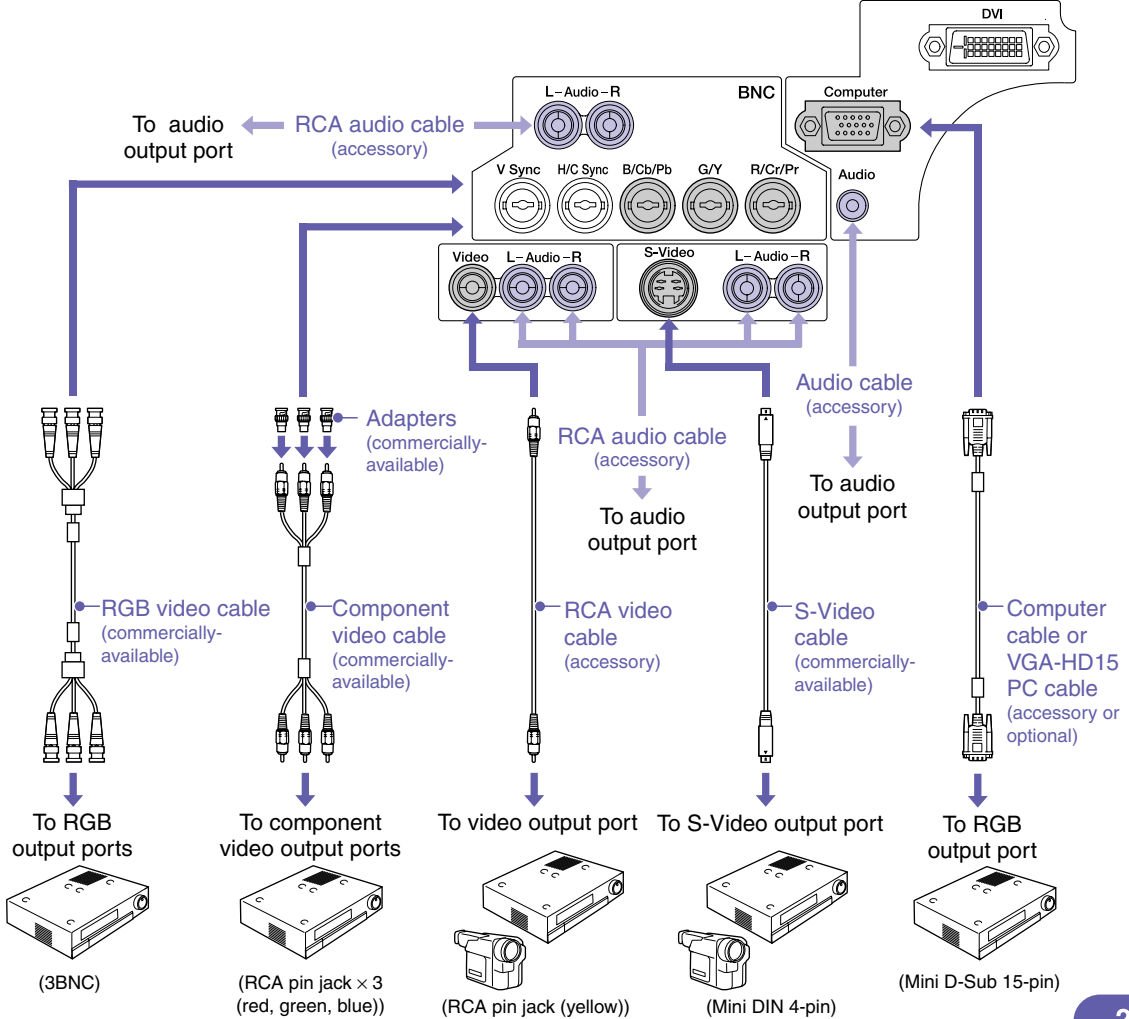 DVI
L-Audio-R
BNC
Computer
To audio
output port
RCA audio cable
(accessory)
V Sync
H/C Sync
B/Cb/Pb
G/Y
R/Cr/Pr
Audio
Video
L-Audio-R
S-Video
L-Audio-R
Adapters
(commercially-
available)
RCA audio cable
(accessory)
To audio
output port
Audio cable
(accessory)
To audio
output port
RGB video cable
(commercially-
available)
Component
video cable
(commercially-
available)
RCA video
cable
(accessory)
S-Video
cable
(commercially-
available)
Computer
cable or
VGA-HD15
PC cable
(accessory or
optional)
To RGB
output ports
To component
video output ports
To video output port
To S-Video output port
To RGB
output port
(3BNC)
(RCA pin jack × 3
(red, green, blue))
(RCA pin jack (yellow))
(Mini DIN 4-pin)
(Mini D-Sub 15-pin)